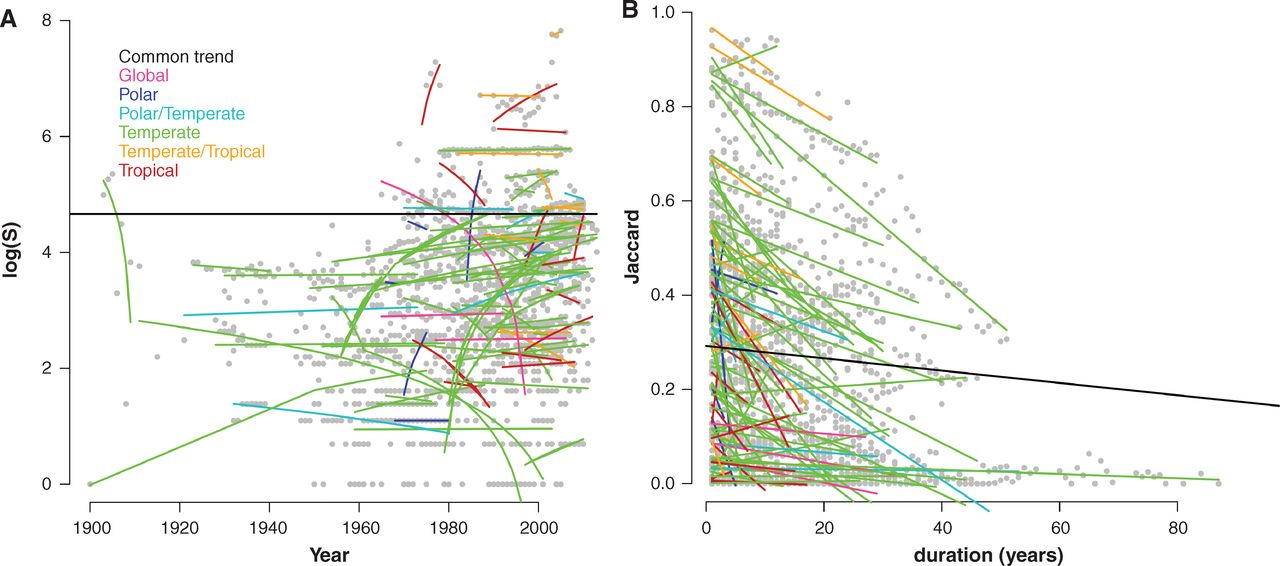 A
log(S)
8
6
4
2
0
Common trend
Global
Polar
Polar/Temperate
Temperate
Temperate/Tropical
Tropical
1900 1920 1940 1960 1980 2000
Year
B
Jaccard
1.0
0.8
0.6
0.4
0.2
0.0
0 20 40 60 80
duration (years)